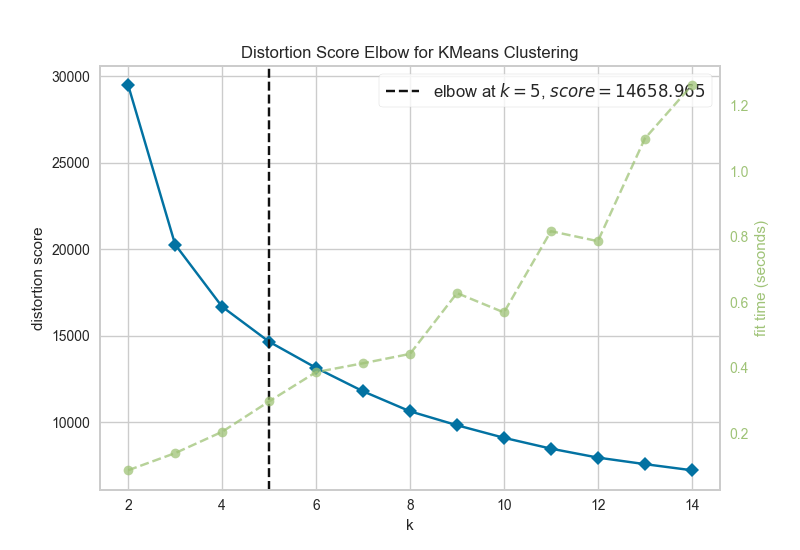 Distortion Score Elbow for KMeans Clustering
elbow at k = 5, score = 14658.965
distortion score
30000
25000
20000
15000
10000
fit time (seconds)
1.2
1.0
0.8
0.6
0.4
0.2
2 4 6 8 10 12 14
k